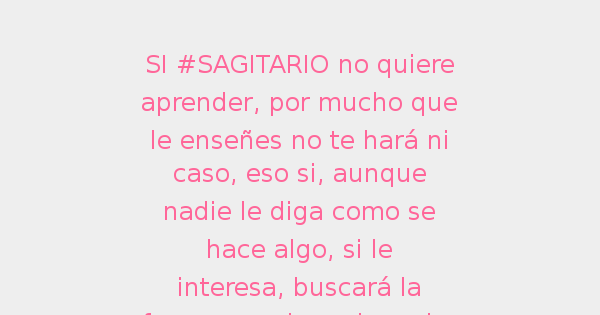 SI #SAGITARIO no quiere
aprender, por mucho que
le enseñes no te hará ni
caso, eso si, aunque
nadie le diga como se
hace algo, si le
interesa, buscará la